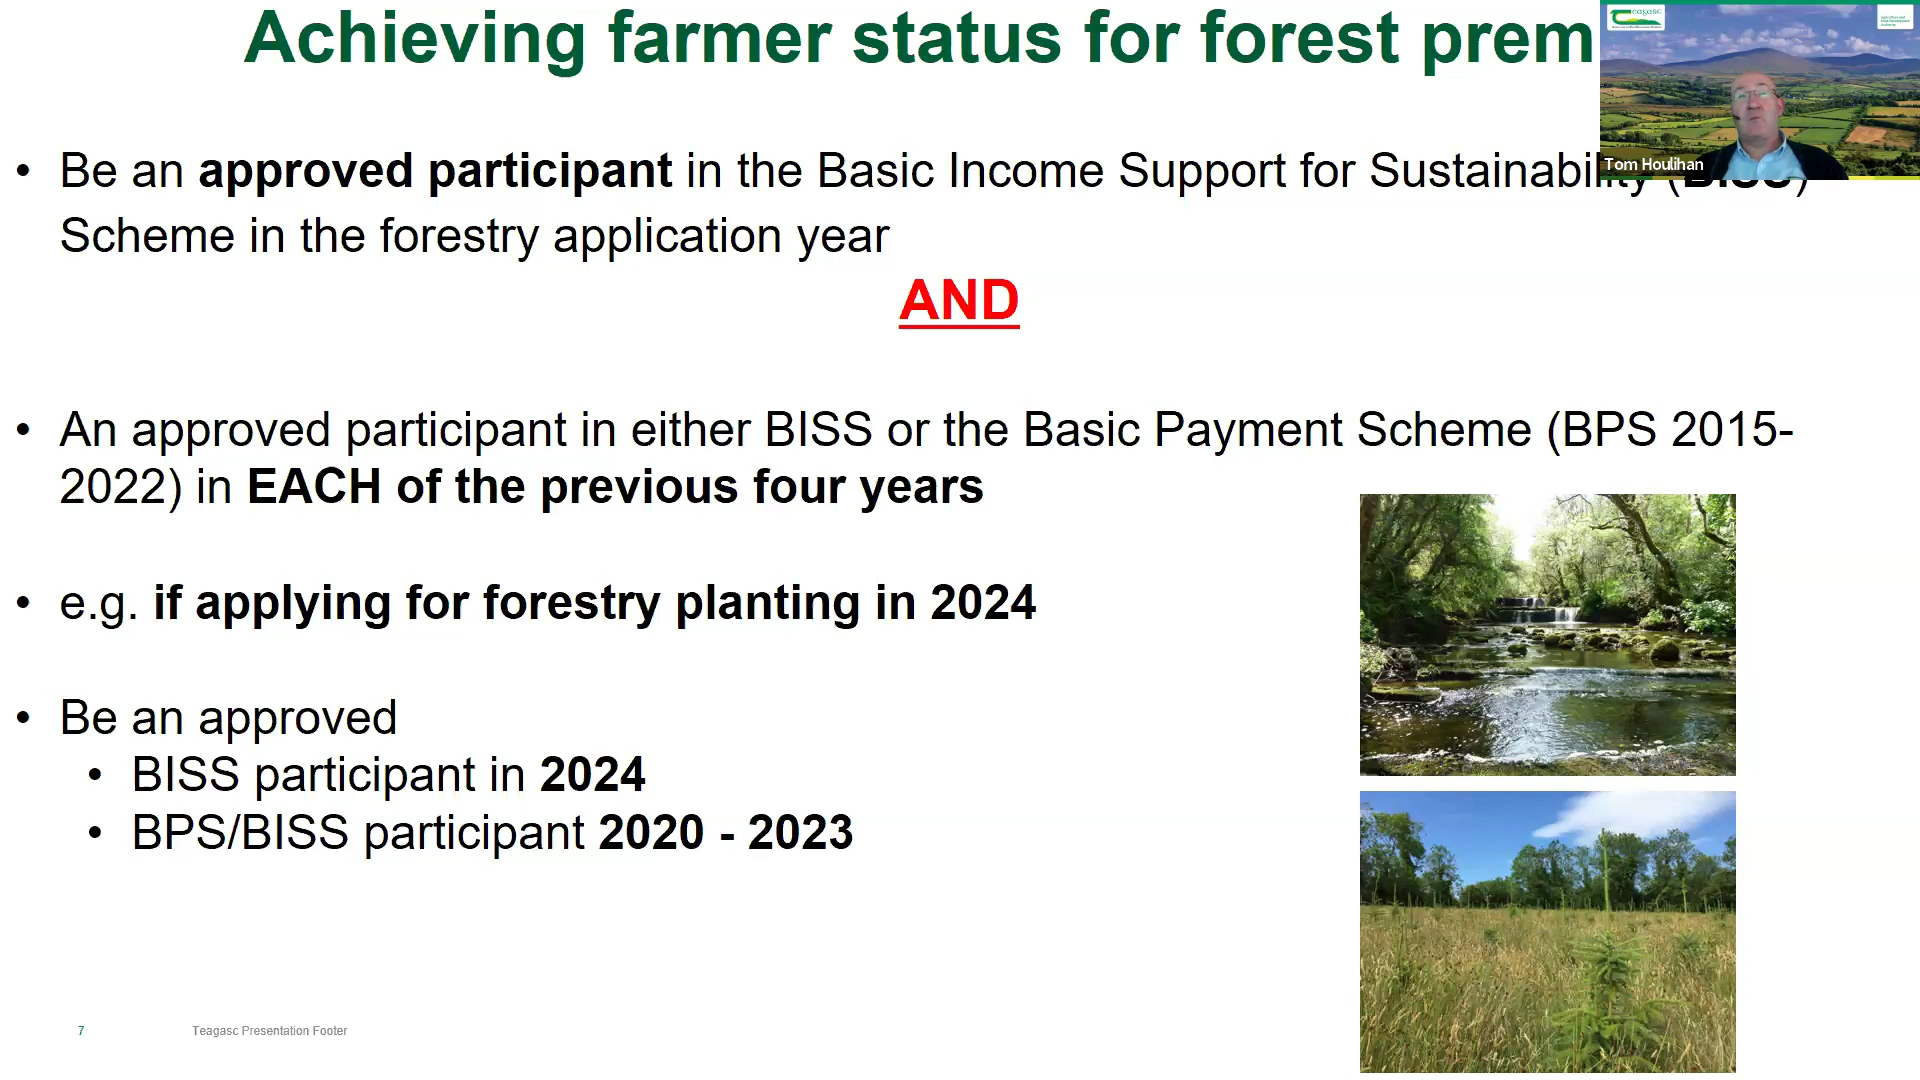 Achieving farmer status for forest prem
Teagasc
Tom Houlihan
• Be an approved participant in the Basic Income Support for Sustainability (BISS)
Scheme in the forestry application year
AND
• An approved participant in either BISS or the Basic Payment Scheme (BPS 2015-
2022) in EACH of the previous four years
• e.g. if applying for forestry planting in 2024
• Be an approved
• BISS participant in 2024
• BPS/BISS participant 2020 - 2023
7
Teagasc Presentation Footer